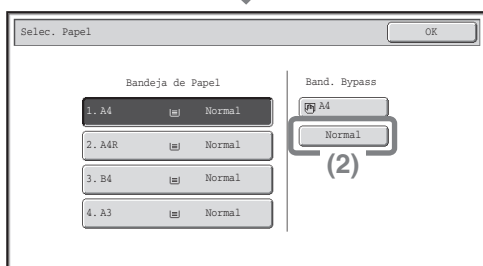 Selec. Papel
OK
Bandeja de Papel
1. A4 Normal
2. A4R Normal
3. B4 Normal
4. A3 Normal
Band. Bypass
A4
Normal
(2)